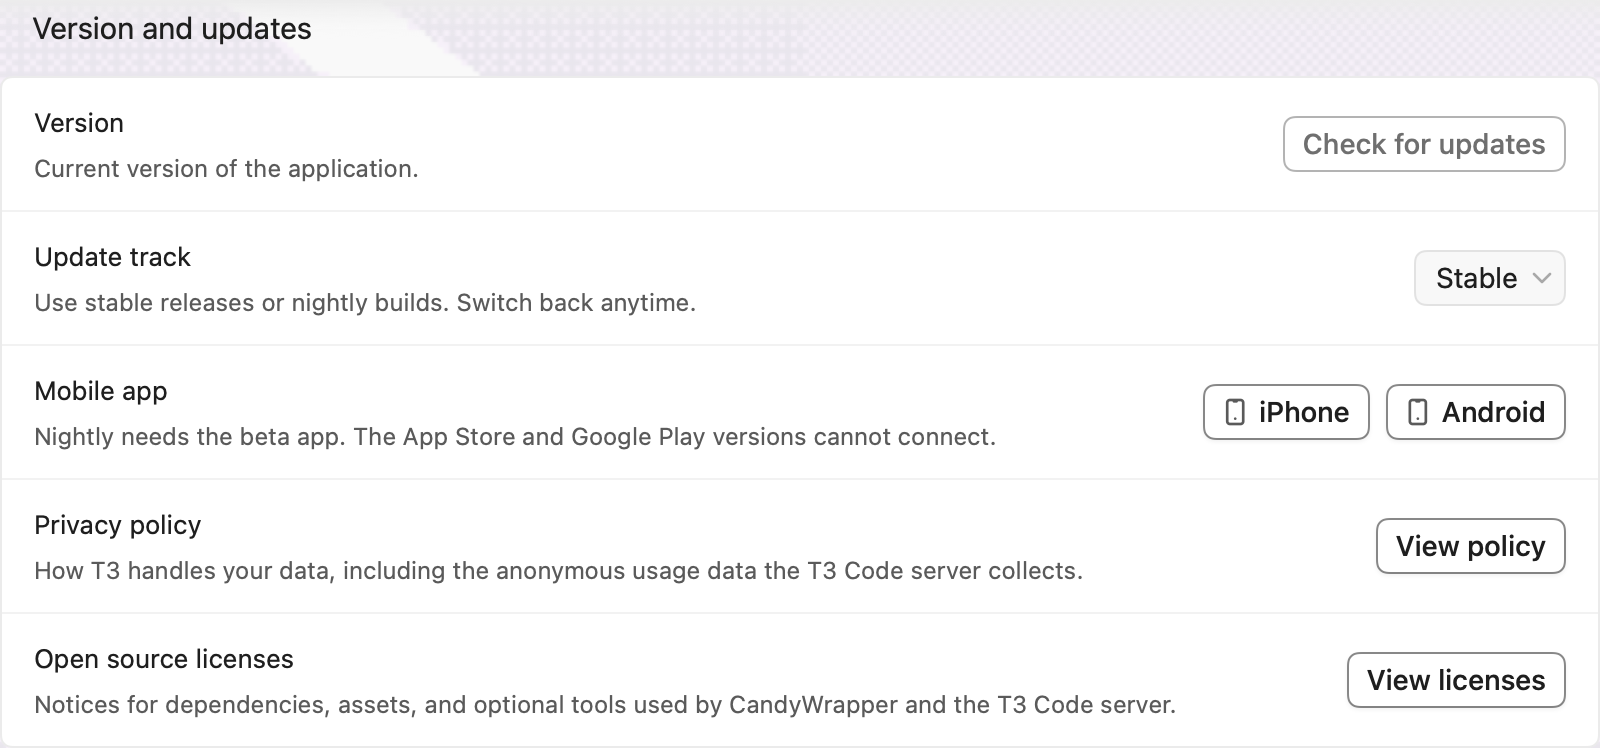 Version and updates
Version
Current version of the application.
Check for updates
Update track
Use stable releases or nightly builds. Switch back anytime.
Stable
Mobile app
Nightly needs the beta app. The App Store and Google Play versions cannot connect.
iPhone
Android
Privacy policy
How T3 handles your data, including the anonymous usage data the T3 Code server collects.
View policy
Open source licenses
Notices for dependencies, assets, and optional tools used by CandyWrapper and the T3 Code server.
View licenses